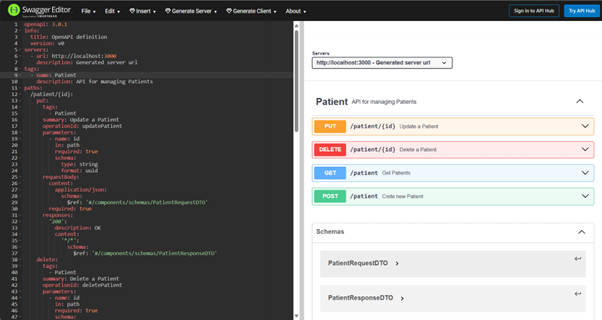 Swagger Editor.
Supported by SMARTBEAR
File
Edit
Insert
Generate Server
Generate Client
About
Sign in to API Hub
Try API Hub
1 openapi: 3.0.1
2 info:
3 title: OpenAPI definition
4 version: v0
5 servers:
6 - url: http://localhost:3000
7 description: Generated server url
8 tags:
9 - name: Patient
10 description: API for managing Patients
11 paths:
12 /patient/{id}:
13 put:
14 tags:
15 - Patient
16 summary: Update a Patient
17 operationId: updatePatient
18 parameters:
19 - name: id
20 in: path
21 required: true
22 schema:
23 type: string
24 format: uuid
25 requestBody:
26 content:
27 application/json:
28 schema:
29 $ref: '#/components/schemas/PatientRequestDTO'
30 required: true
31 responses:
32 '200':
33 description: OK
34 content:
35 '*/*':
36 schema:
37 $ref: '#/components/schemas/PatientResponseDTO'
38 delete:
39 tags:
40 - Patient
41 summary: Delete a Patient
42 operationId: deletePatient
43 parameters:
44 - name: id
45 in: path
46 required: true
47 schema:
Servers
http://localhost:3000 - Generated server url
Patient API for managing Patients
PUT /patient/{id} Update a Patient
DELETE /patient/{id} Delete a Patient
GET /patient Get Patients
POST /patient Crete new Patient
Schemas
PatientRequestDTO
PatientResponseDTO